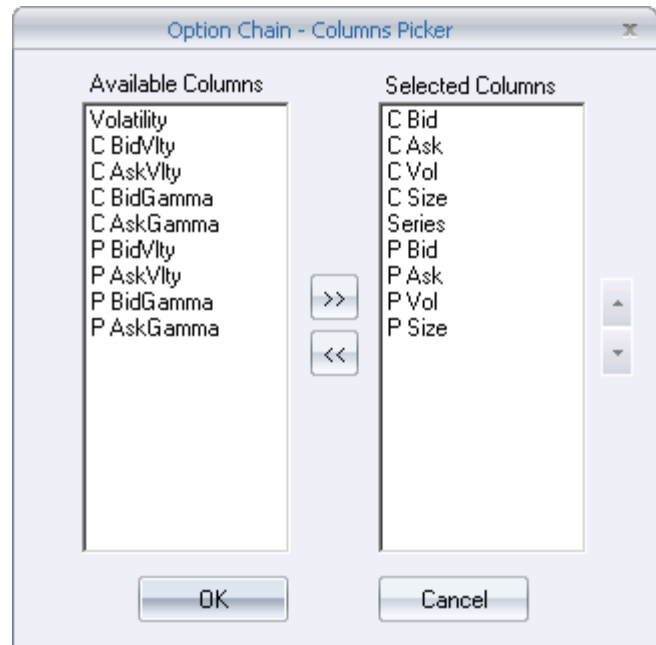 Option Chain - Columns Picker
x
Available Columns
Volatility
C BidVlty
C AskVlty
C BidGamma
C AskGamma
P BidVlty
P AskVlty
P BidGamma
P AskGamma
>>
<<
Selected Columns
C Bid
C Ask
C Vol
C Size
Series
P Bid
P Ask
P Vol
P Size
OK
Cancel